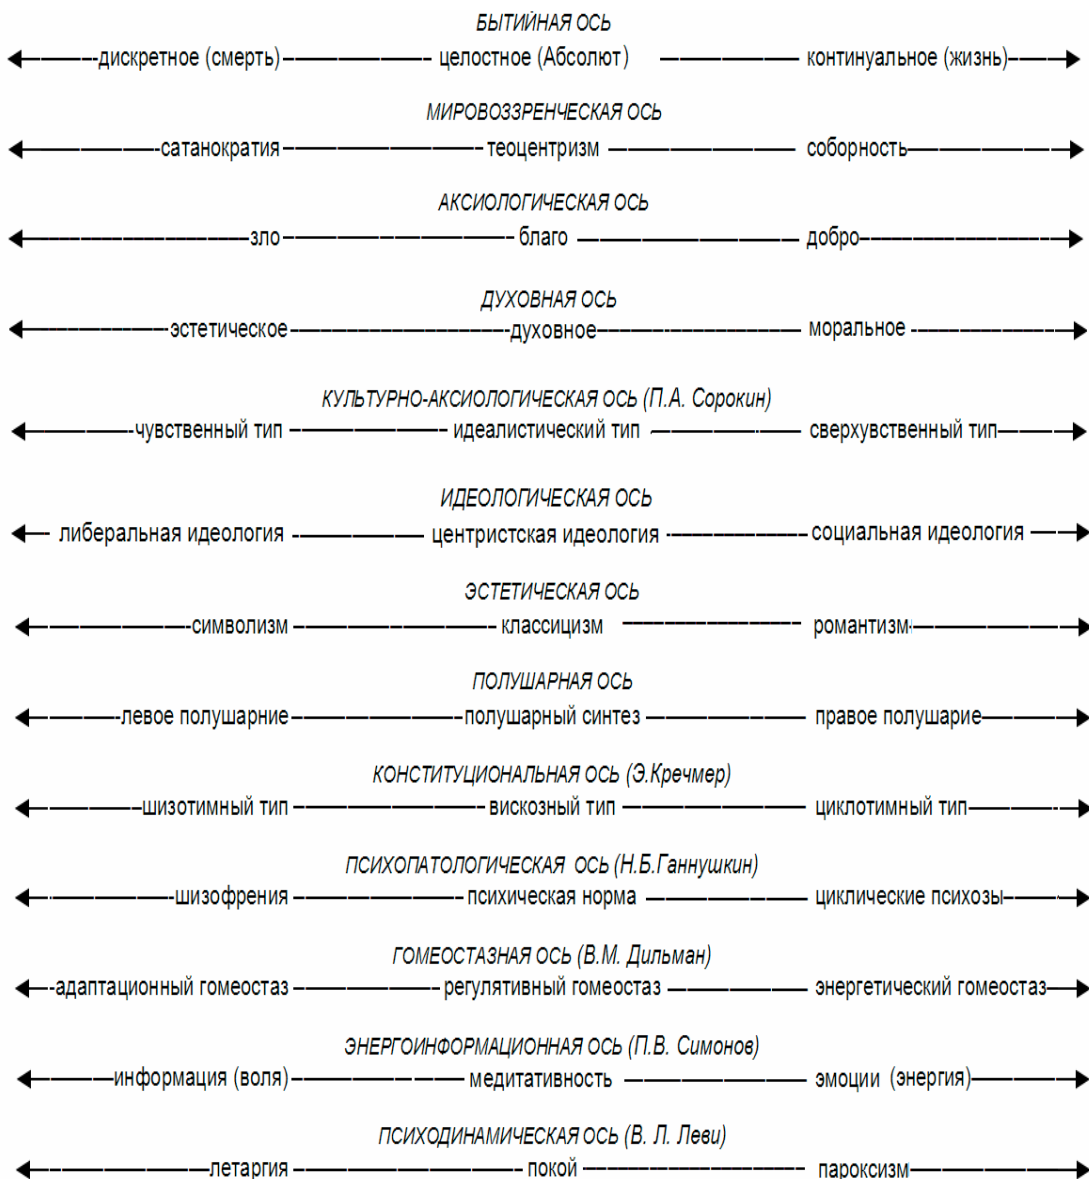 БЫТИЙНАЯ ОСЬ
дискретное (смерть) целостное (Абсолют) континуальное (жизнь)
МИРОВОЗЗРЕНЧЕСКАЯ ОСЬ
сатанократия теоцентризм соборность
АКСИОЛОГИЧЕСКАЯ ОСЬ
зло благо добро
ДУХОВНАЯ ОСЬ
эстетическое духовное моральное
КУЛЬТУРНО-АКСИОЛОГИЧЕСКАЯ ОСЬ (П.А. Сорокин)
чувственный тип идеалистический тип сверхувственный тип
ИДЕОЛОГИЧЕСКАЯ ОСЬ
либеральная идеология центристская идеология социальная идеология
ЭСТЕТИЧЕСКАЯ ОСЬ
символизм классицизм романтизм
ПОЛУШАРНАЯ ОСЬ
левое полушарние полушарный синтез правое полушарие
КОНСТИТУЦИОНАЛЬНАЯ ОСЬ (Э.Кречмер)
шизотимный тип вискозный тип циклотимный тип
ПСИХОПАТОЛОГИЧЕСКАЯ ОСЬ (Н.Б.Ганнушкин)
шизофрения психическая норма циклические психозы
ГОМЕОСТАЗНАЯ ОСЬ (В.М. Дильман)
адаптационный гомеостаз регулятивный гомеостаз энергетический гомеостаз
ЭНЕРГОИНФОРМАЦИОННАЯ ОСЬ (П.В. Симонов)
информация (воля) медитативность эмоции (энергия)
ПСИХОДИНАМИЧЕСКАЯ ОСЬ (В. Л. Леви)
летаргия покой пароксизм